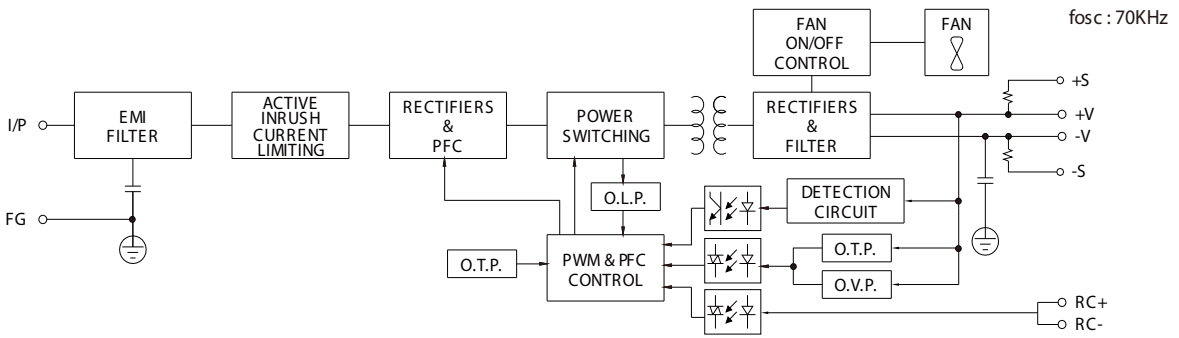 fosc : 70KHz
FAN
ON/OFF
CONTROL
FAN
I/P
EMI
FILTER
ACTIVE
INRUSH
CURRENT
LIMITING
RECTIFIERS
&
PFC
POWER
SWITCHING
RECTIFIERS
&
FILTER
+S
+V
-V
-S
FG
O.L.P.
DETECTION
CIRCUIT
O.T.P.
PWM & PFC
CONTROL
O.T.P.
O.V.P.
RC+
RC-